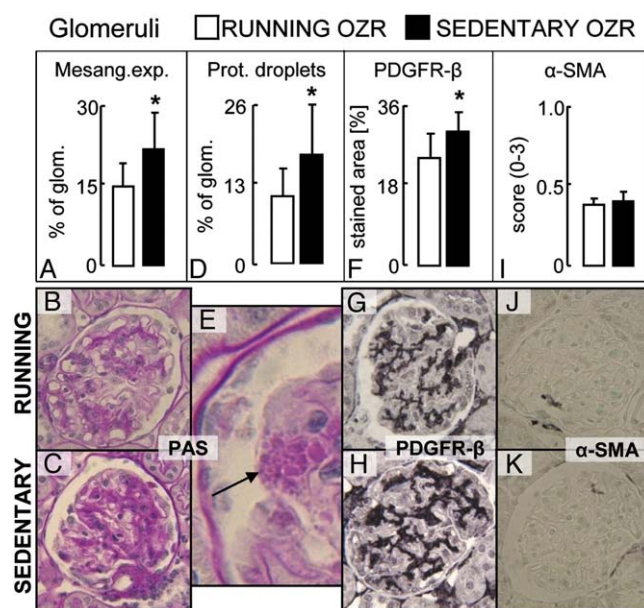 Glomeruli
RUNNING OZR
SEDENTARY OZR
Mesang.exp.
30
15
0
% of glom.
*
A
Prot. droplets
26
13
0
% of glom.
*
D
PDGFR-β
36
18
0
stained area [%]
*
F
α-SMA
1.0
0.5
0
score (0-3)
I
RUNNING
B
E
G
J
PAS
PDGFR-β
α-SMA
SEDENTARY
C
H
K